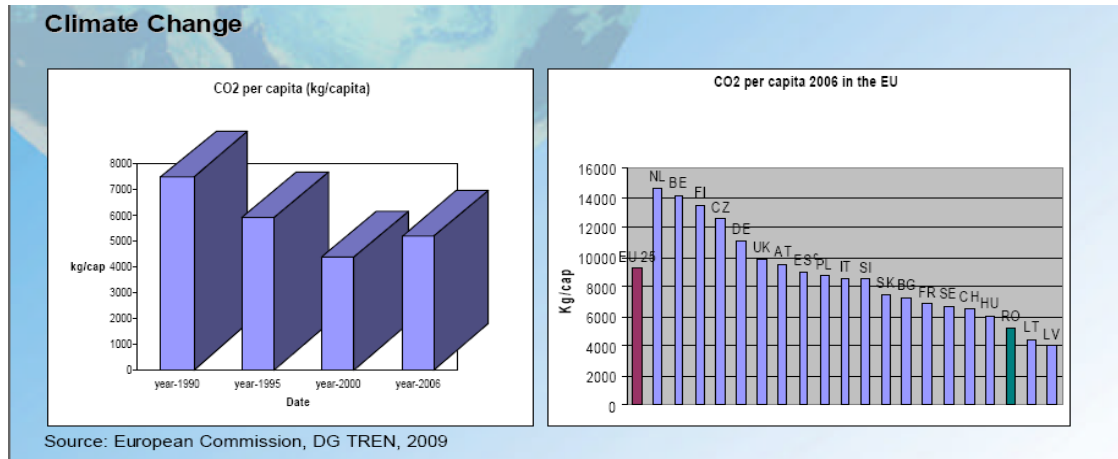 Climate Change
CO2 per capita (kg/capita)
8000
7000
6000
5000
4000
3000
2000
1000
0
kg/cap
year-1990 year-1995 year-2000 year-2006
Date
CO2 per capita 2006 in the EU
16000
14000
12000
10000
8000
6000
4000
2000
0
Kg/cap
EU 25 NL BE FI CZ DE UK AT ES PL IT SI SK BG FR SE CH HU RO LT LV
Source: European Commission, DG TREN, 2009